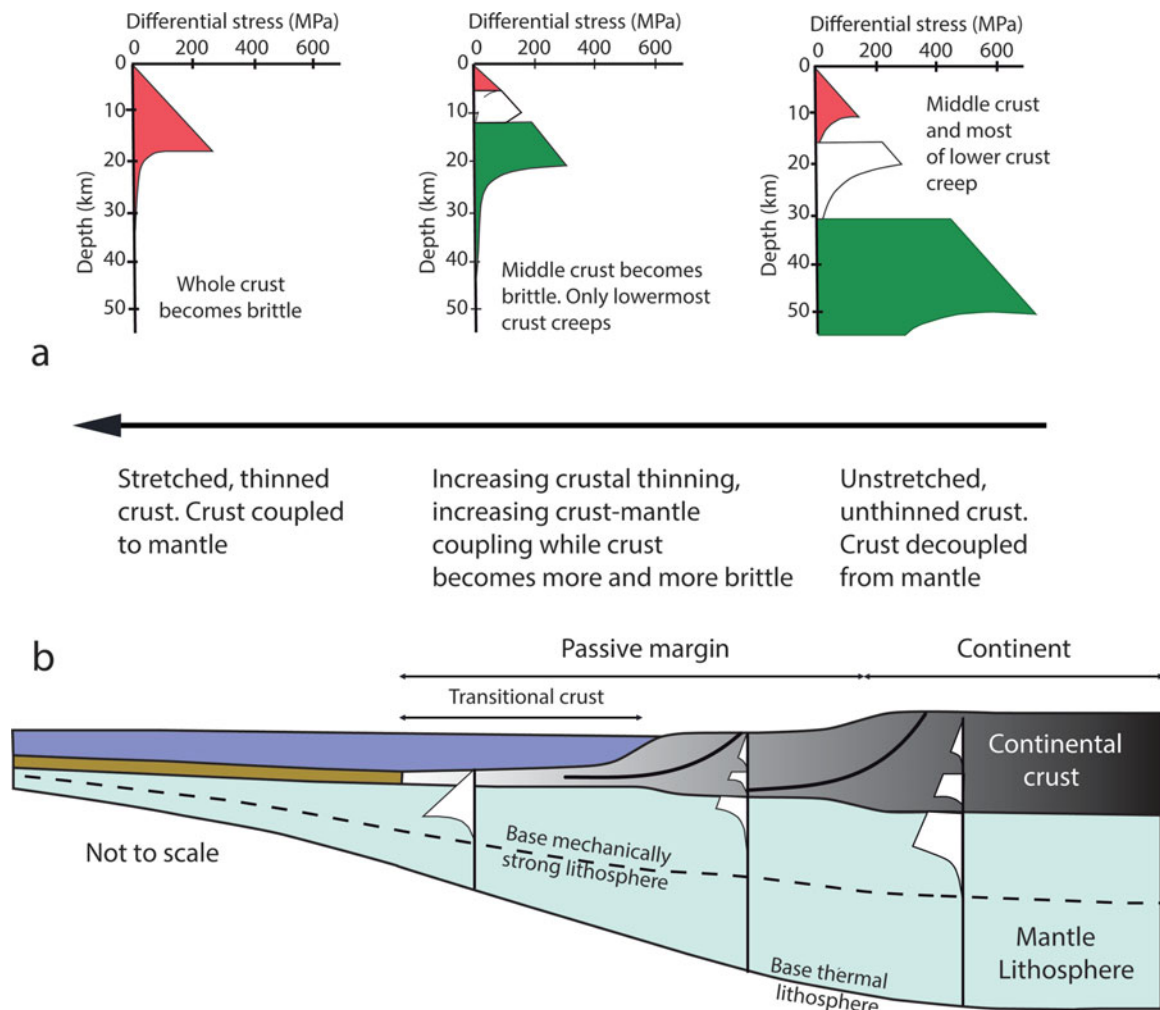 Differential stress (MPa)
0 200 400 600
0
10
20
30
40
50
Depth (km)
Whole crust
becomes brittle
Differential stress (MPa)
0 200 400 600
0
10
20
30
40
50
Depth (km)
Middle crust becomes
brittle. Only lowermost
crust creeps
Differential stress (MPa)
0 200 400 600
0
10
20
30
40
50
Depth (km)
Middle crust
and most
of lower crust
creep
a
Stretched, thinned
crust. Crust coupled
to mantle
Increasing crustal thinning,
increasing crust-mantle
coupling while crust
becomes more and more brittle
Unstretched,
unthinned crust.
Crust decoupled
from mantle
b
Passive margin
Continent
Transitional crust
Continental
crust
Not to scale
Base mechanically
strong lithosphere
Mantle
Lithosphere
Base thermal
lithosphere